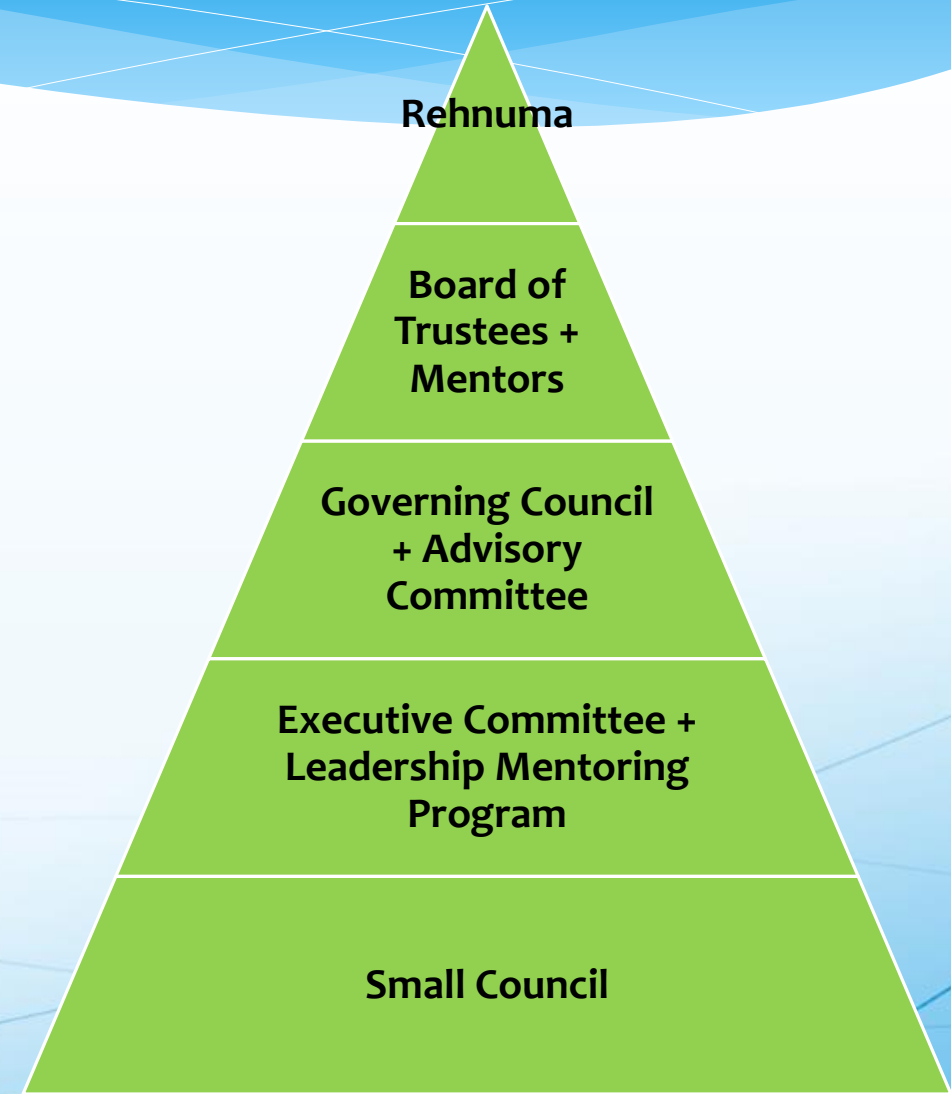 Rehnuma
Board of
Trustees +
Mentors
Governing Council
+ Advisory
Committee
Executive Committee +
Leadership Mentoring
Program
Small Council